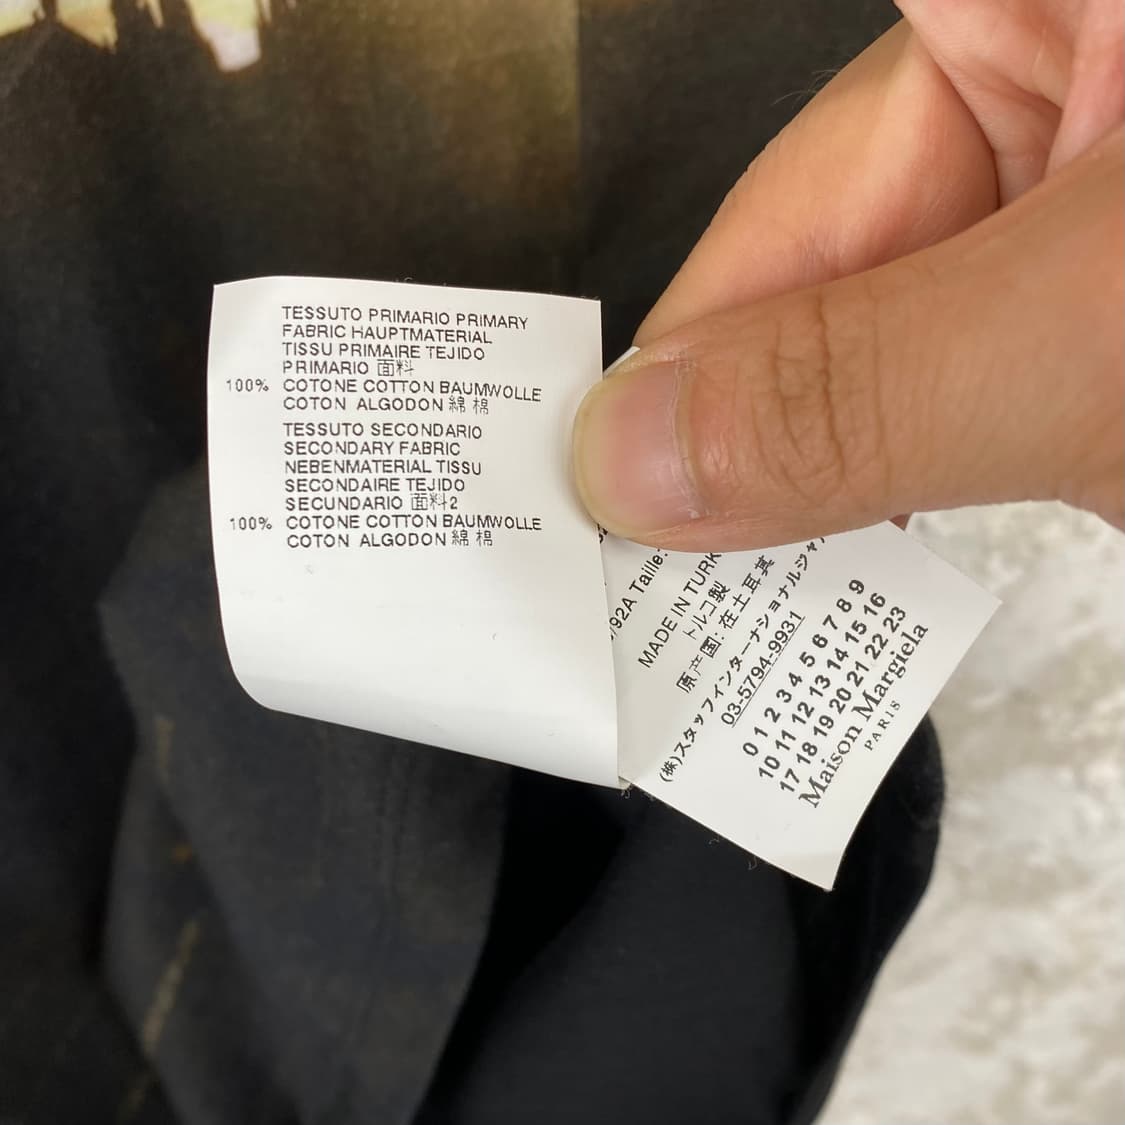 TESSUTO PRIMARIO PRIMARY
FABRIC HAUPTMATERIAL
TISSU PRIMAIRE TEJIDO
PRIMARIO 面料
100% COTONE COTTON BAUMWOLLE
COTON ALGODON 綿 棉
TESSUTO SECONDARIO
SECONDARY FABRIC
NEBENMATERIAL TISSU
SECONDAIRE TEJIDO
SECUNDARIO 面料2
100% COTONE COTTON BAUMWOLLE
COTON ALGODON 綿 棉
/92A Taille:
MADE IN TURK
トルコ製
原产国: 在土耳其
(株)スタッフインターナショナルジャ
03-5794-9931
0 1 2 3 4 5 6 7 8 9
10 11 12 13 14 15 16
17 18 19 20 21 22 23
Maison Margiela
PARIS